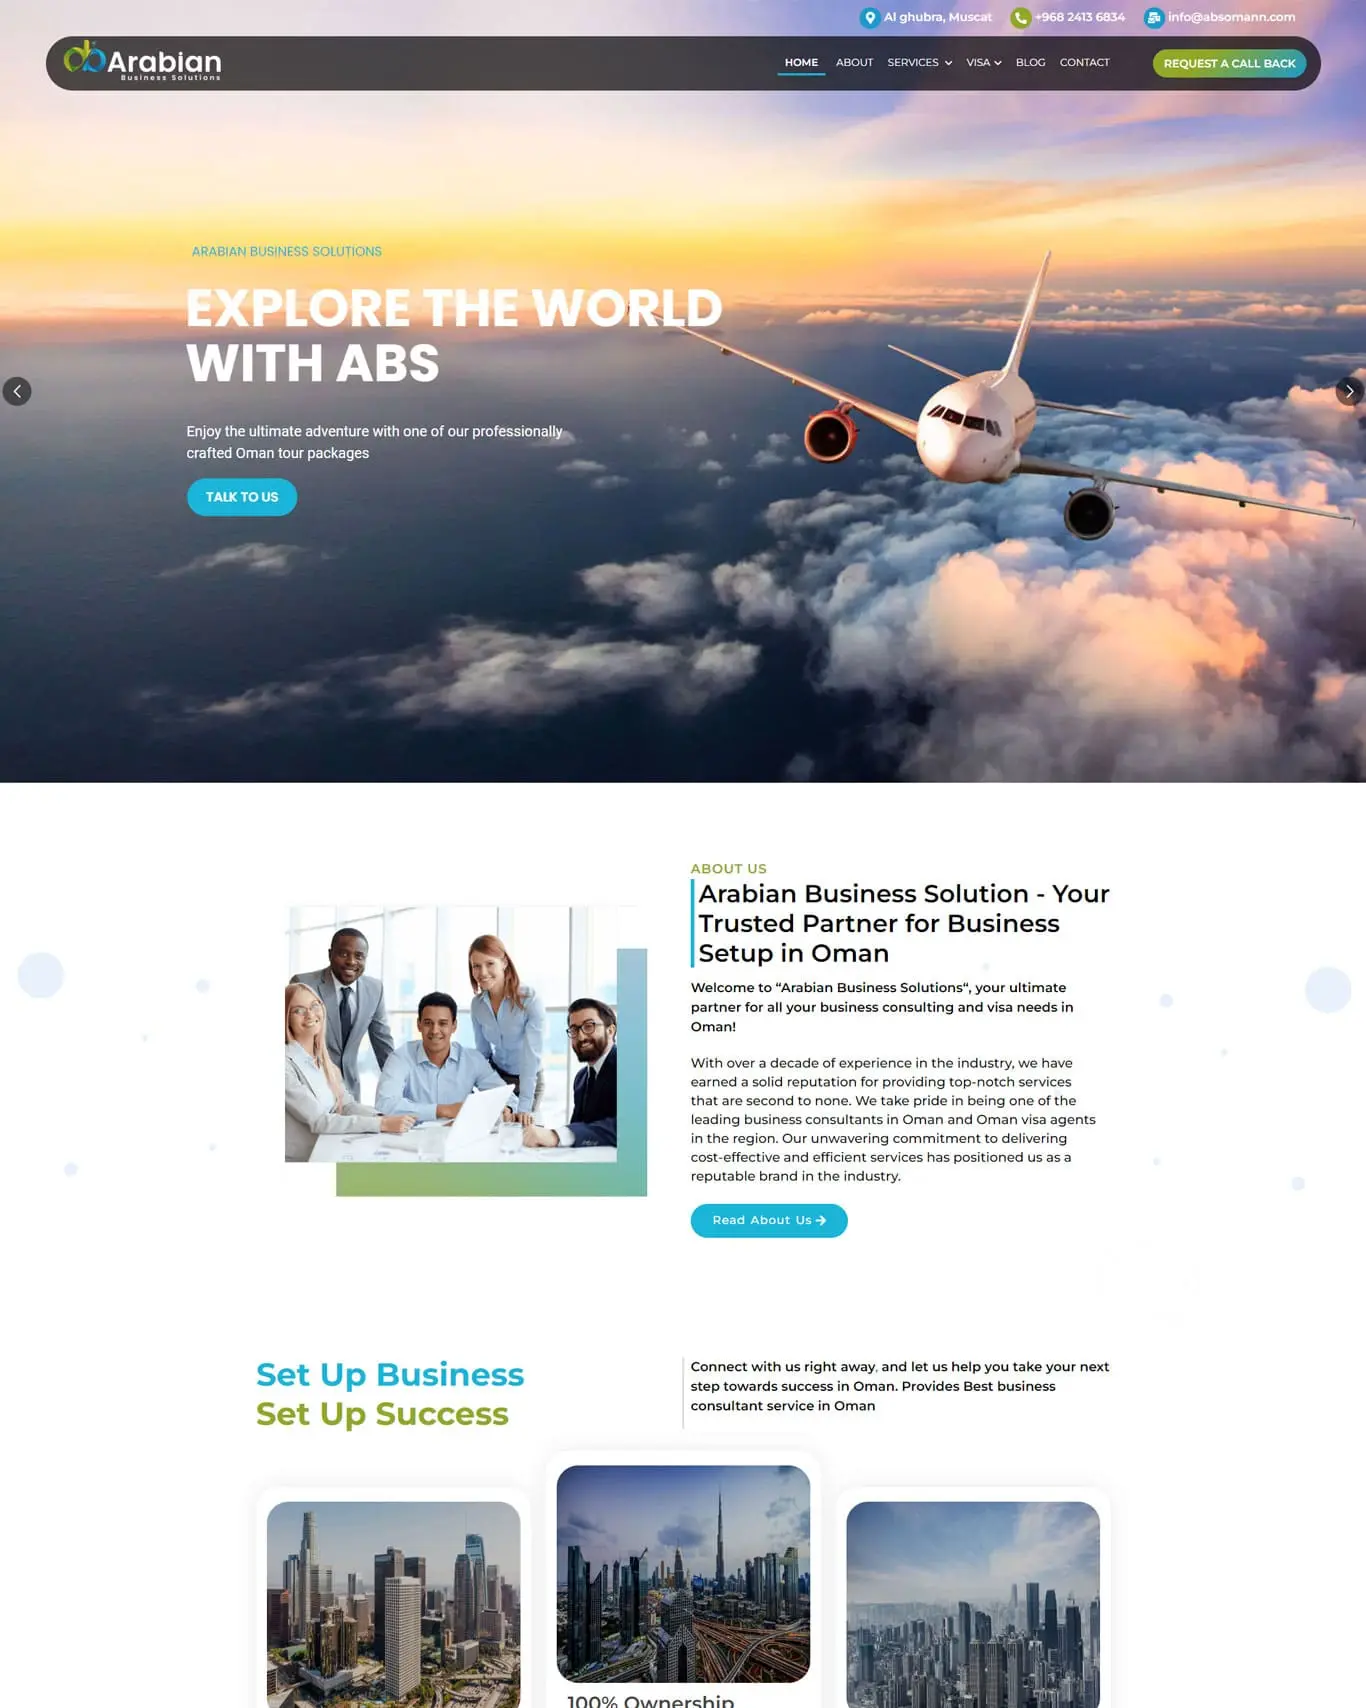 Al ghubra, Muscat
+968 2413 6834
info@absomann.com
Arabian
Business Solutions
HOME
ABOUT
SERVICES
VISA
BLOG
CONTACT
REQUEST A CALL BACK
ARABIAN BUSINESS SOLUTIONS
EXPLORE THE WORLD
WITH ABS
Enjoy the ultimate adventure with one of our professionally
crafted Oman tour packages
TALK TO US
ABOUT US
Arabian Business Solution - Your
Trusted Partner for Business
Setup in Oman
Welcome to “Arabian Business Solutions“, your ultimate
partner for all your business consulting and visa needs in
Oman!
With over a decade of experience in the industry, we have
earned a solid reputation for providing top-notch services
that are second to none. We take pride in being one of the
leading business consultants in Oman and Oman visa agents
in the region. Our unwavering commitment to delivering
cost-effective and efficient services has positioned us as a
reputable brand in the industry.
Read About Us
Set Up Business
Set Up Success
Connect with us right away, and let us help you take your next
step towards success in Oman. Provides Best business
consultant service in Oman
100% Ownership